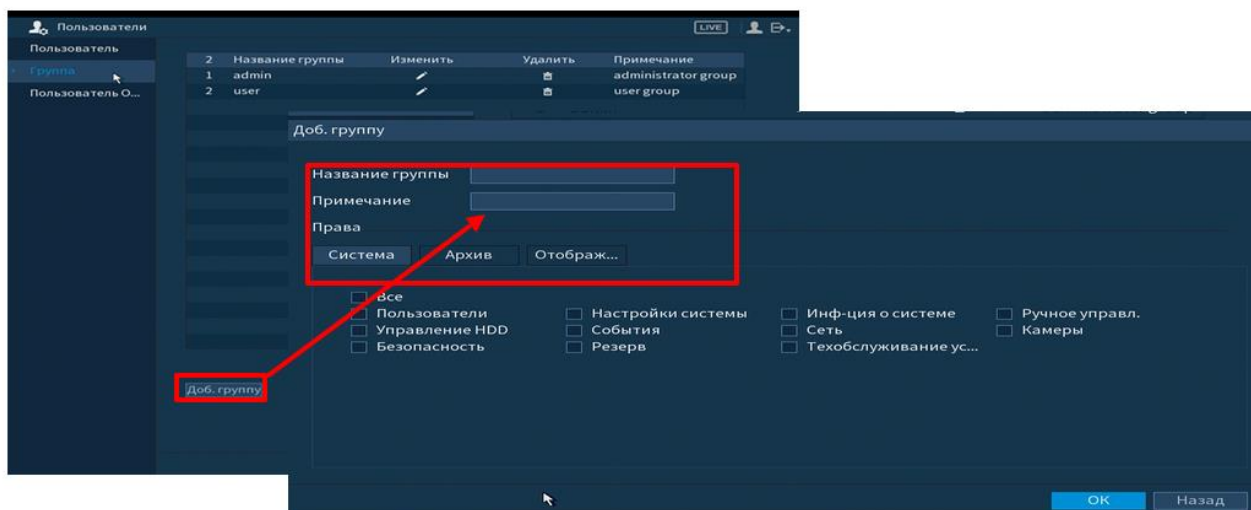 Пользователи
LIVE
Пользователь
Группа
Пользователь О...
2 Название группы Изменить Удалить Примечание
1 admin administrator group
2 user user group
Доб. группу
Доб. группу
Название группы
Примечание
Права
Система Архив Отображ...
Все
Пользователи Настройки системы Инф-ция о системе Ручное управл.
Управление HDD События Сеть Камеры
Безопасность Резерв Техобслуживание ус...
OK Назад